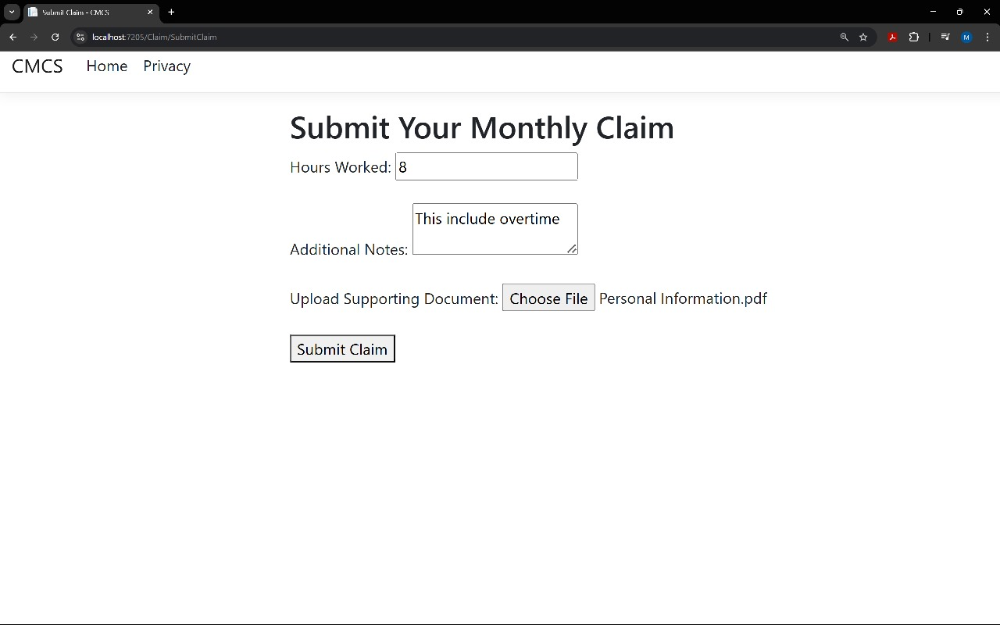 Submit Claim - CMCS
localhost:7205/Claim/SubmitClaim
M
CMCS Home Privacy
Submit Your Monthly Claim
Hours Worked: 8
This include overtime
Additional Notes:
Upload Supporting Document: Choose File Personal Information.pdf
Submit Claim